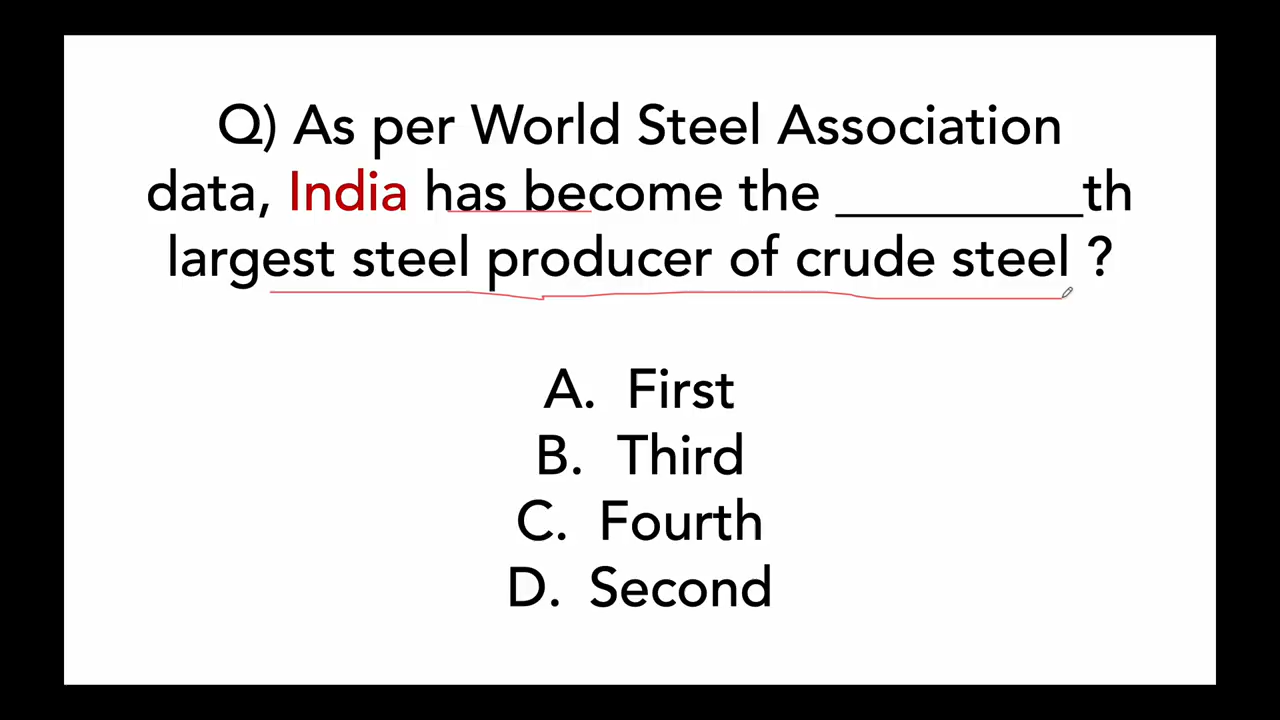 Q) As per World Steel Association
data, India has become the __________th
largest steel producer of crude steel ?
A. First
B. Third
C. Fourth
D. Second